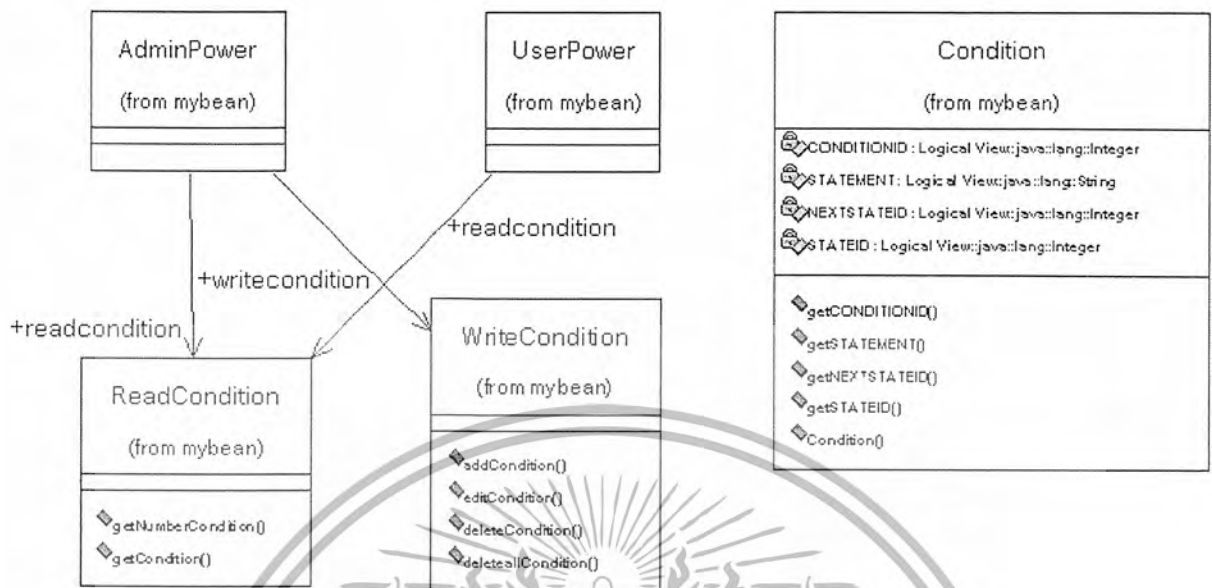 AdminPower
(from mybean)
UserPower
(from mybean)
Condition
(from mybean)
CONDITIONID : Logical View::java::lang::Integer
STATEMENT : Logical View::java::lang::String
NEXTSTATEID : Logical View::java::lang::Integer
STATEID : Logical View::java::lang::Integer
getCONDITIONID()
getSTATEMENT()
getNEXTSTATEID()
getSTATEID()
Condition()
+readcondition
+writecondition
+readcondition
ReadCondition
(from mybean)
getNumberCondition()
getCondition()
WriteCondition
(from mybean)
addCondition()
editCondition()
deleteCondition()
deleteallCondition()